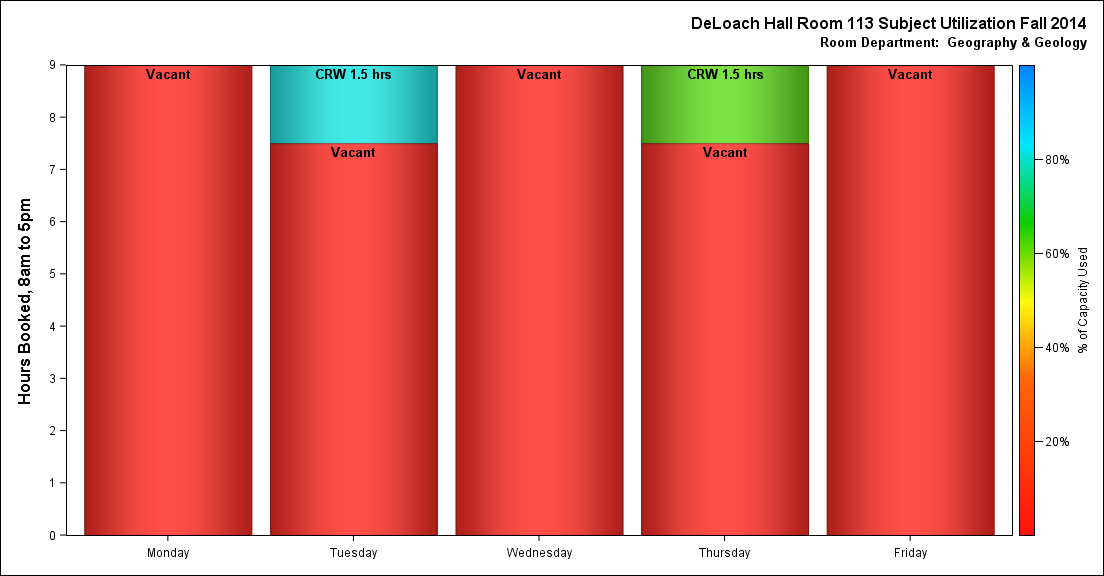 DeLoach Hall Room 113 Subject Utilization Fall 2014
Room Department: Geography & Geology
Hours Booked, 8am to 5pm
9
8
7
6
5
4
3
2
1
0
Vacant
CRW 1.5 hrs
Vacant
Vacant
CRW 1.5 hrs
Vacant
Vacant
Monday
Tuesday
Wednesday
Thursday
Friday
80%
60%
40%
20%
% of Capacity Used